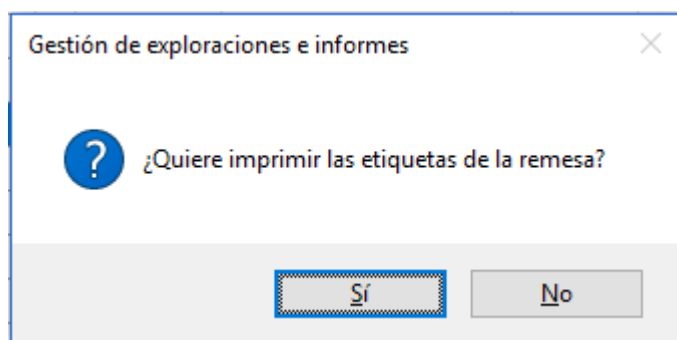 Gestión de exploraciones e informes
¿Quiere imprimir las etiquetas de la remesa?
Sí No